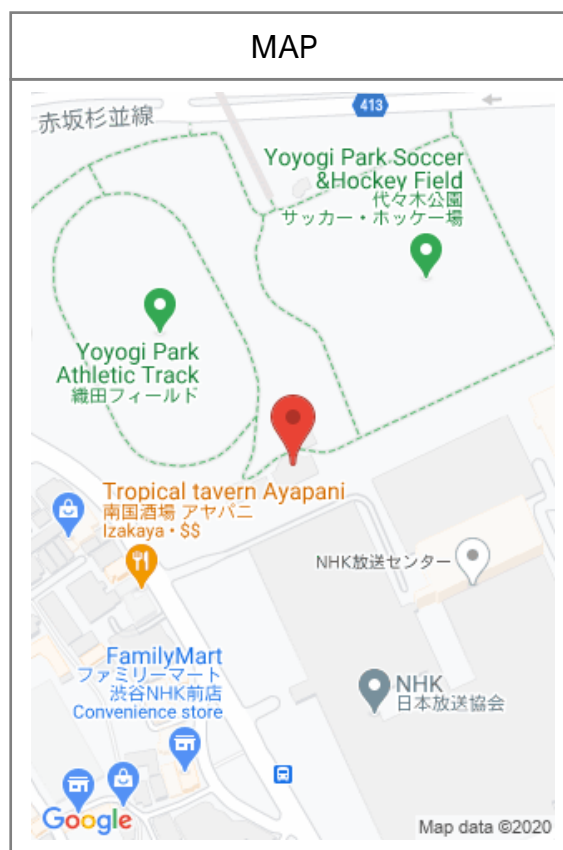 MAP
赤坂杉並線
413
Yoyogi Park Soccer
&Hockey Field
代々木公園
サッカー・ホッケー場
Yoyogi Park
Athletic Track
織田フィールド
Tropical tavern Ayapani
南国酒場 アヤパニ
Izakaya • $$
NHK放送センター
FamilyMart
ファミリーマート
渋谷NHK前店
Convenience store
NHK
日本放送協会
Google
Map data ©2020